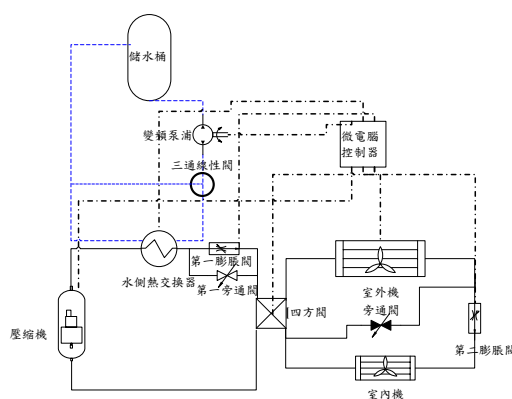 儲水桶
變頻泵浦
微電腦
控制器
三通線性閥
第一膨脹閥
水側熱交換器
第一旁通閥
室外機
旁通閥
四方閥
壓縮機
第二膨脹閥
室內機